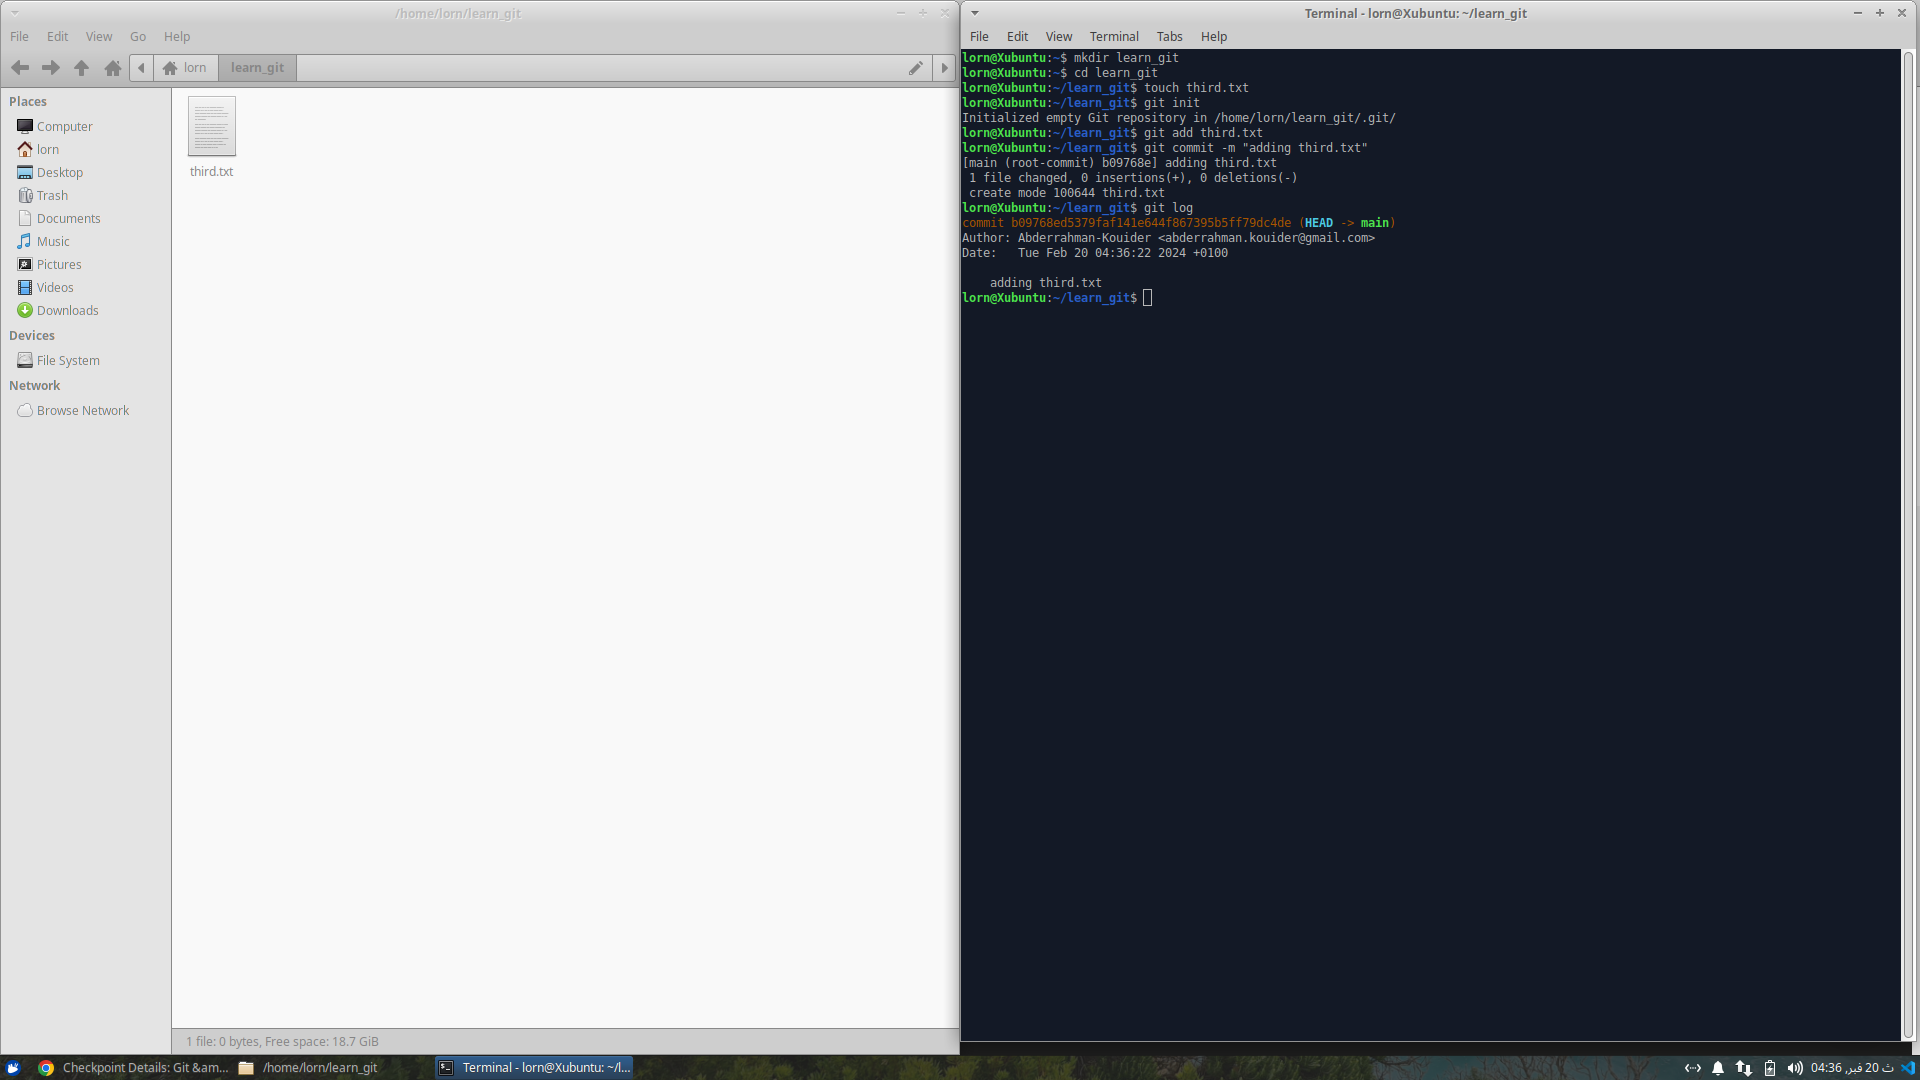 /home/lorn/learn_git
File Edit View Go Help
lorn learn_git
Places
Computer
lorn
Desktop
Trash
Documents
Music
Pictures
Videos
Downloads
Devices
File System
Network
Browse Network
third.txt
1 file: 0 bytes, Free space: 18.7 GiB
Terminal - lorn@Xubuntu: ~/learn_git
File Edit View Terminal Tabs Help
lorn@Xubuntu:~$ mkdir learn_git
lorn@Xubuntu:~$ cd learn_git
lorn@Xubuntu:~/learn_git$ touch third.txt
lorn@Xubuntu:~/learn_git$ git init
Initialized empty Git repository in /home/lorn/learn_git/.git/
lorn@Xubuntu:~/learn_git$ git add third.txt
lorn@Xubuntu:~/learn_git$ git commit -m "adding third.txt"
[main (root-commit) b09768e] adding third.txt
 1 file changed, 0 insertions(+), 0 deletions(-)
 create mode 100644 third.txt
lorn@Xubuntu:~/learn_git$ git log
commit b09768ed5379faf141e644f867395b5ff79dc4de (HEAD -> main)
Author: Abderrahman-Kouider <abderrahman.kouider@gmail.com>
Date:   Tue Feb 20 04:36:22 2024 +0100
    adding third.txt
lorn@Xubuntu:~/learn_git$
Checkpoint Details: Git &am... /home/lorn/learn_git Terminal - lorn@Xubuntu: ~/l... ث 20 فبر, 04:36